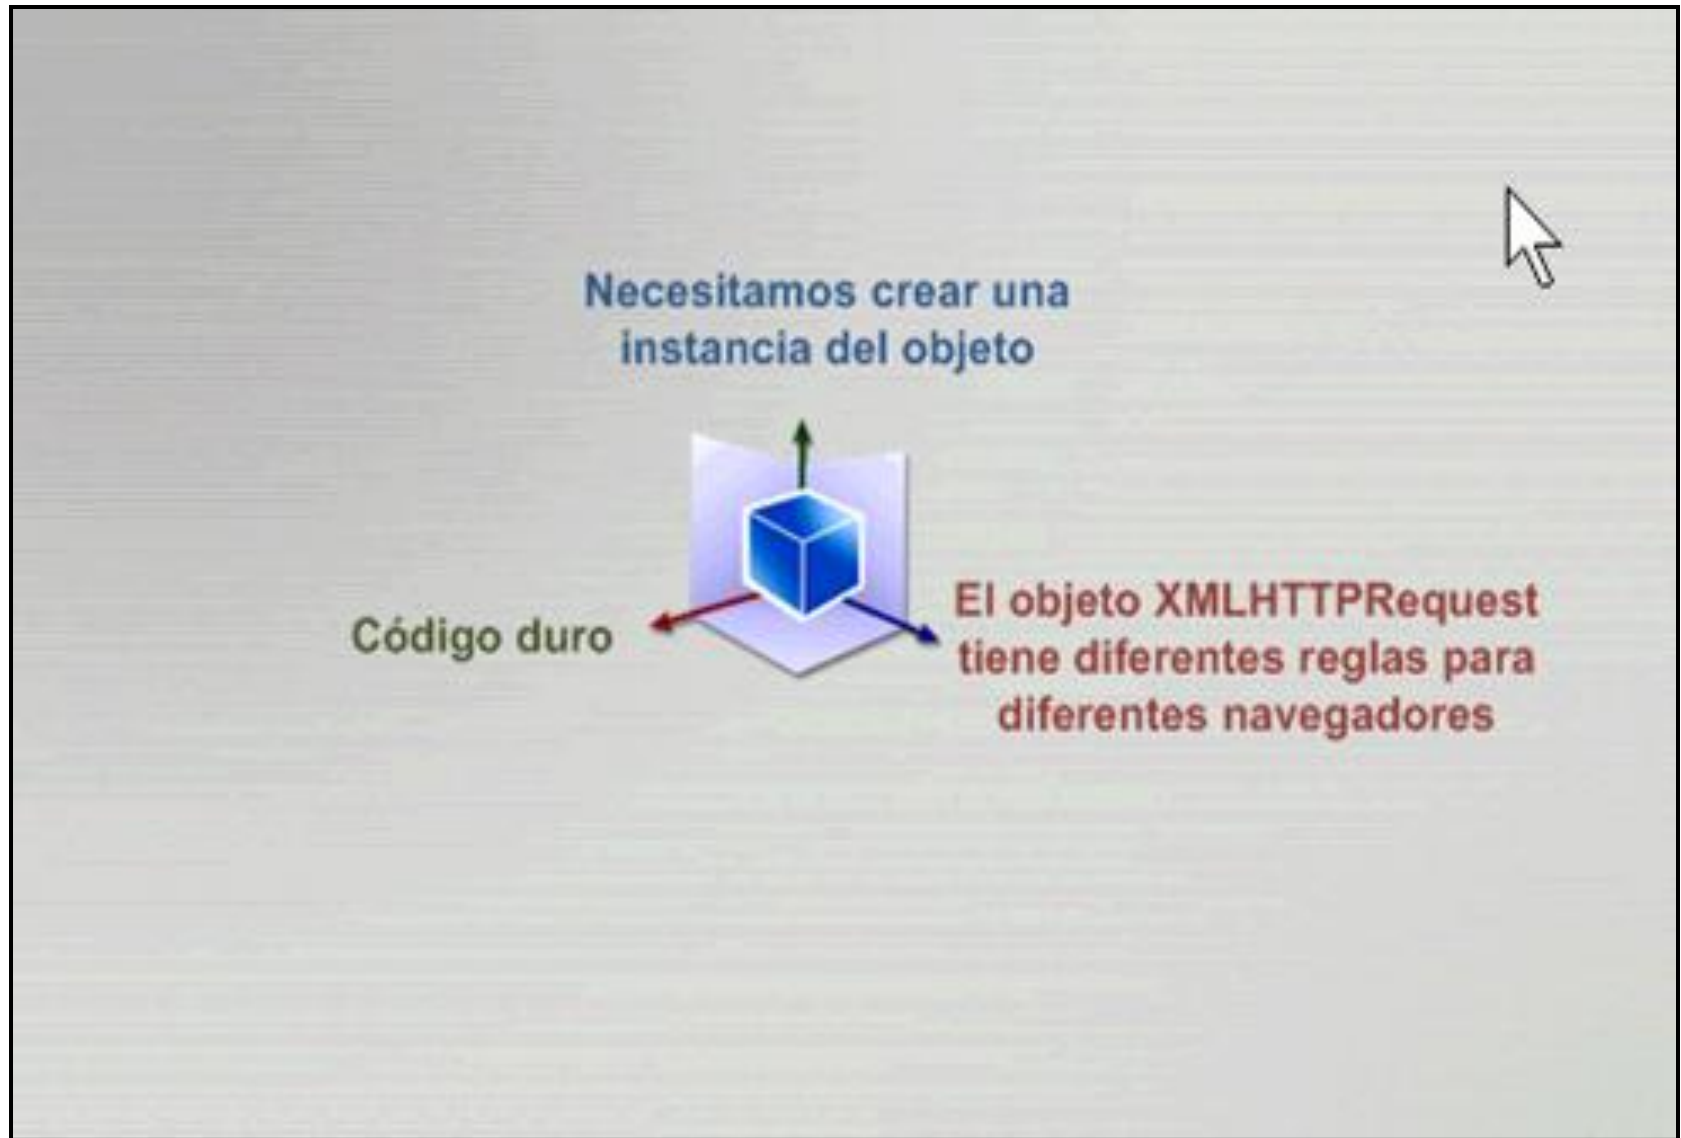 Necesitamos crear una
instancia del objeto
Código duro
El objeto XMLHTTPRequest
tiene diferentes reglas para
diferentes navegadores